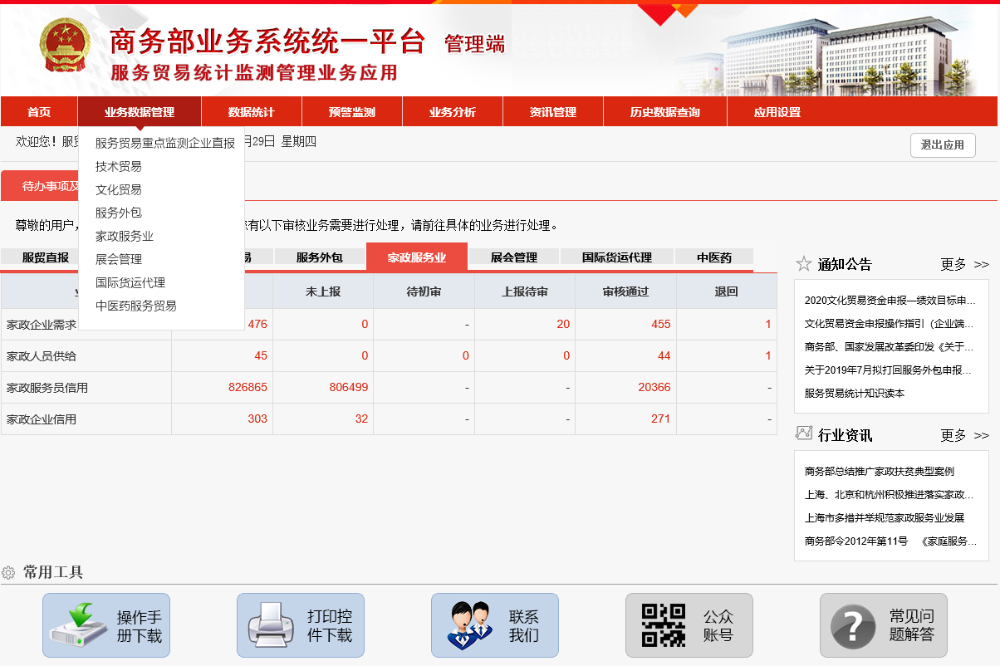 商务部业务系统统一平台 管理端
服务贸易统计监测管理业务应用
首页 业务数据管理 数据统计 预警监测 业务分析 资讯管理 历史数据查询 应用设置
欢迎您！服 月29日 星期四 退出应用
服务贸易重点监测企业直报
技术贸易
文化贸易
服务外包
家政服务业
展会管理
国际货运代理
中医药服务贸易
待办事项及
尊敬的用户， 有以下审核业务需要进行处理，请前往具体的业务进行处理。
服贸直报 易 服务外包 家政服务业 展会管理 国际货运代理 中医药
未上报 待初审 上报待审 审核通过 退回
家政企业需求 476 0 - 20 455 1
家政人员供给 45 0 0 0 44 1
家政服务员信用 826865 806499 - - 20366 -
家政企业信用 303 32 - - 271 -
通知公告 更多 >>
2020文化贸易资金申报—绩效目标申...
文化贸易资金申报操作指引（企业端...
商务部、国家发展改革委印发《关于...
关于2019年7月拟打回服务外包申报...
服务贸易统计知识读本
行业资讯 更多 >>
商务部总结推广家政扶贫典型案例
上海、北京和杭州积极推进落实家政...
上海市多措并举规范家政服务业发展
商务部令2012年第11号 《家庭服务...
常用工具
操作手册下载
打印控件下载
联系我们
公众账号
常见问题解答